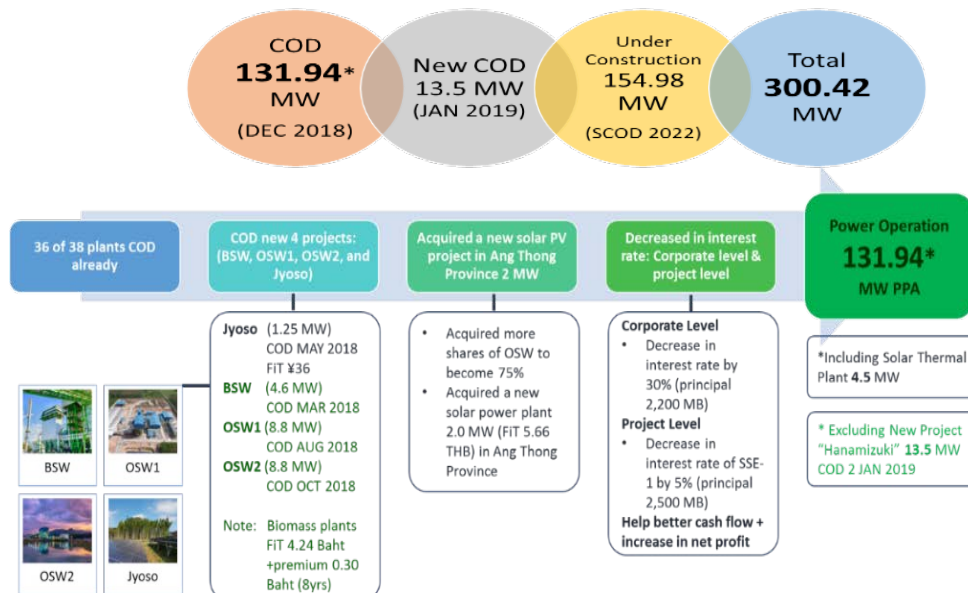 COD
131.94*
MW
(DEC 2018)
New COD
13.5 MW
(JAN 2019)
Under
Construction
154.98
MW
(SCOD 2022)
Total
300.42
MW
36 of 38 plants COD
already
COD new 4 projects:
(BSW, OSW1, OSW2, and
Jyoso)
Acquired a new solar PV
project in Ang Thong
Province 2 MW
Decreased in interest
rate: Corporate level &
project level
Power Operation
131.94*
MW PPA
BSW
OSW1
OSW2
Jyoso
Jyoso (1.25 MW)
COD MAY 2018
FiT ¥36
BSW (4.6 MW)
COD MAR 2018
OSW1 (8.8 MW)
COD AUG 2018
OSW2 (8.8 MW)
COD OCT 2018
Note: Biomass plants
FiT 4.24 Baht
+premium 0.30
Baht (8yrs)
• Acquired more
shares of OSW to
become 75%
• Acquired a new
solar power plant
2.0 MW (FiT 5.66
THB) in Ang Thong
Province
Corporate Level
• Decrease in
interest rate by
30% (principal
2,200 MB)
Project Level
• Decrease in
interest rate of SSE-
1 by 5% (principal
2,500 MB)
Help better cash flow +
increase in net profit
*Including Solar Thermal
Plant 4.5 MW
* Excluding New Project
"Hanamizuki" 13.5 MW
COD 2 JAN 2019